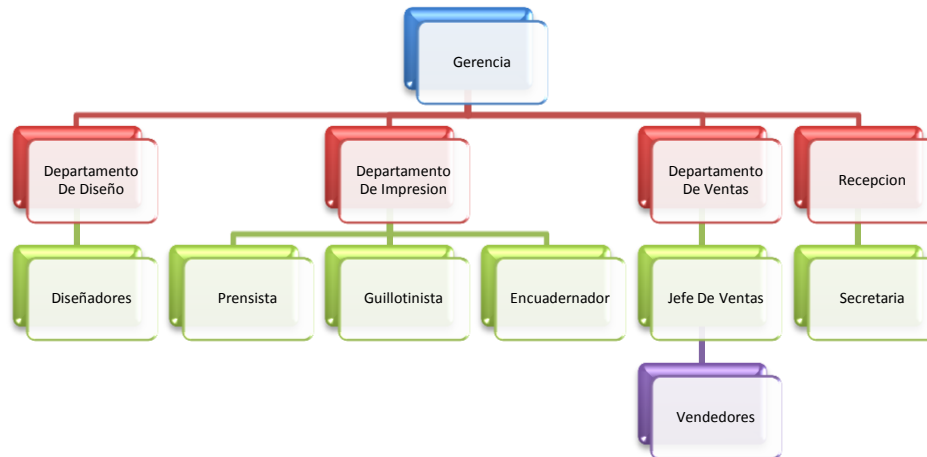 Gerencia
Departamento
De Diseño
Departamento
De Impresion
Departamento
De Ventas
Recepcion
Diseñadores
Prensista
Guillotinista
Encuadernador
Jefe De Ventas
Secretaria
Vendedores